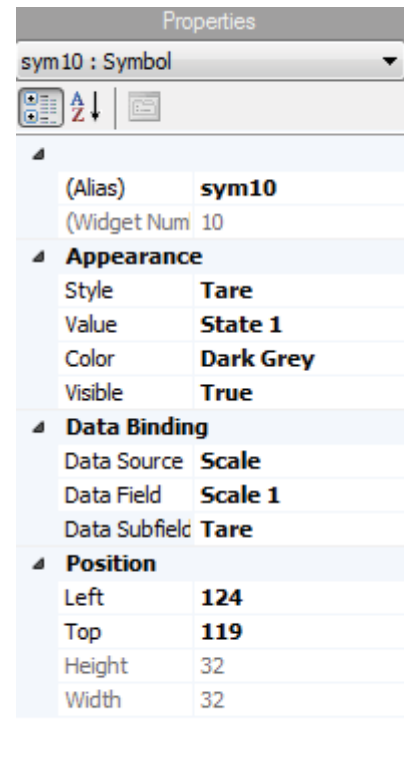 Properties
sym10 : Symbol
A Z
(Alias) sym10
(Widget Num 10
Appearance
Style Tare
Value State 1
Color Dark Grey
Visible True
Data Binding
Data Source Scale
Data Field Scale 1
Data Subfield Tare
Position
Left 124
Top 119
Height 32
Width 32